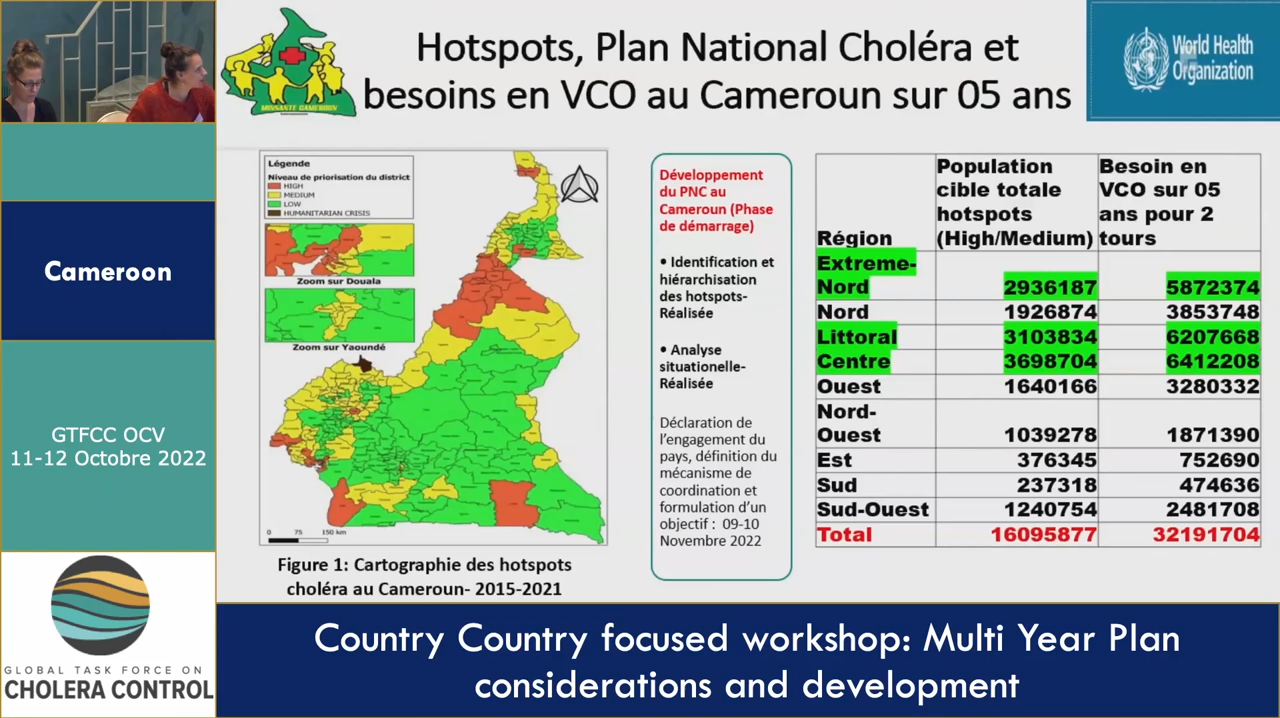 Hotspots, Plan National Choléra et
besoins en VCO au Cameroun sur 05 ans
MINSANTE CAMEROUN
World Health
Organization
Cameroon
GTFCC OCV
11-12 Octobre 2022
GLOBAL TASK FORCE ON
CHOLERA CONTROL
Légende
Niveau de priorisation du district
HIGH
MEDIUM
LOW
HUMANITARIAN CRISIS
Zoom sur Douala
Zoom sur Yaoundé
0 75 150 km
Figure 1: Cartographie des hotspots
choléra au Cameroun- 2015-2021
Développement
du PNC au
Cameroun (Phase
de démarrage)
• Identification et
hiérarchisation
des hotspots-
Réalisée
• Analyse
situationelle-
Réalisée
Déclaration de
l'engagement du
pays, définition du
mécanisme de
coordination et
formulation d'un
objectif : 09-10
Novembre 2022
Région
Population
cible totale
hotspots
(High/Medium)
Besoin en
VCO sur 05
ans pour 2
tours
Extreme-
Nord 2936187 5872374
Nord 1926874 3853748
Littoral 3103834 6207668
Centre 3698704 6412208
Ouest 1640166 3280332
Nord-
Ouest 1039278 1871390
Est 376345 752690
Sud 237318 474636
Sud-Ouest 1240754 2481708
Total 16095877 32191704
Country Country focused workshop: Multi Year Plan
considerations and development